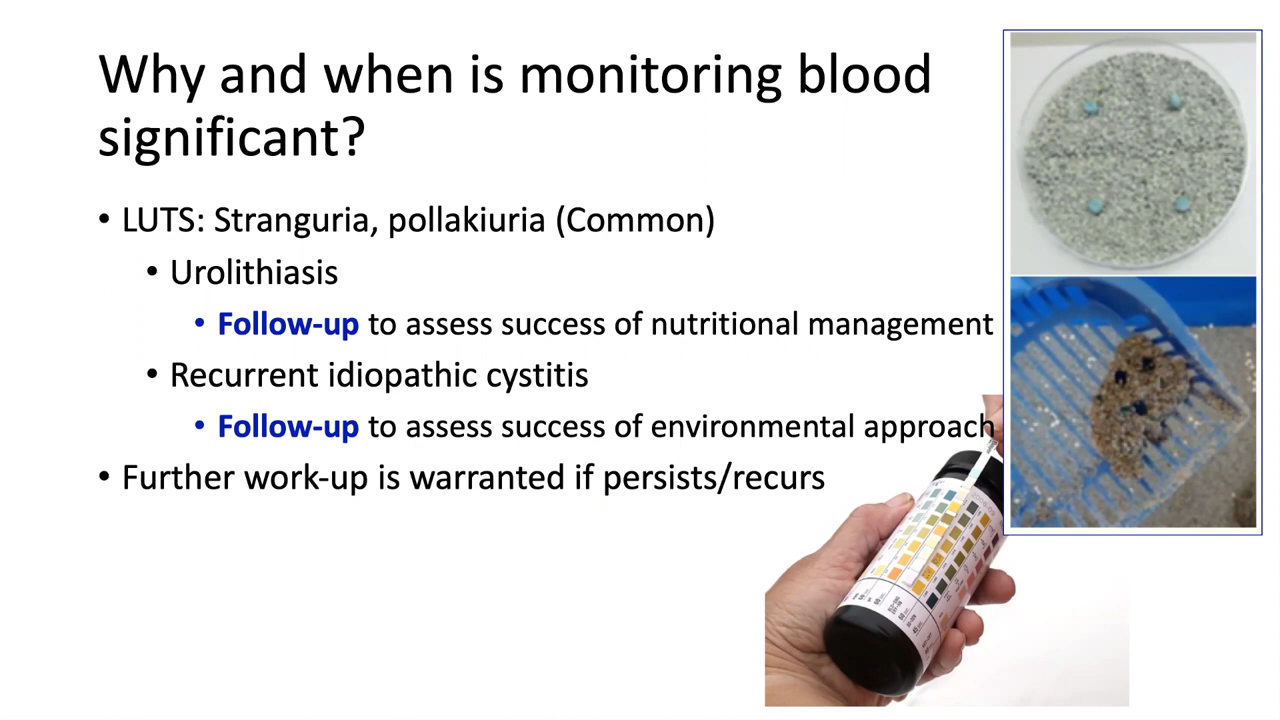 Why and when is monitoring blood
significant?
• LUTS: Stranguria, pollakiuria (Common)
• Urolithiasis
• Follow-up to assess success of nutritional management
• Recurrent idiopathic cystitis
• Follow-up to assess success of environmental approach
• Further work-up is warranted if persists/recurs